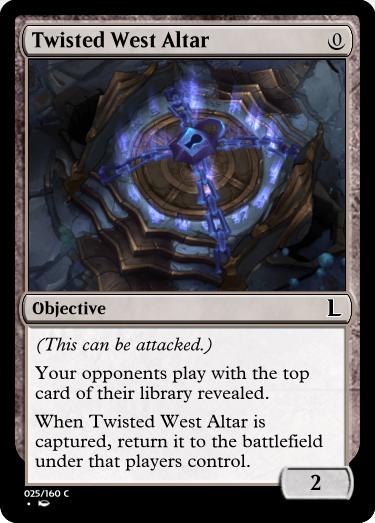 Twisted West Altar 0
Objective L
(This can be attacked.)
Your opponents play with the top
card of their library revealed.
When Twisted West Altar is
captured, return it to the battlefield
under that players control.
2
025/160 C